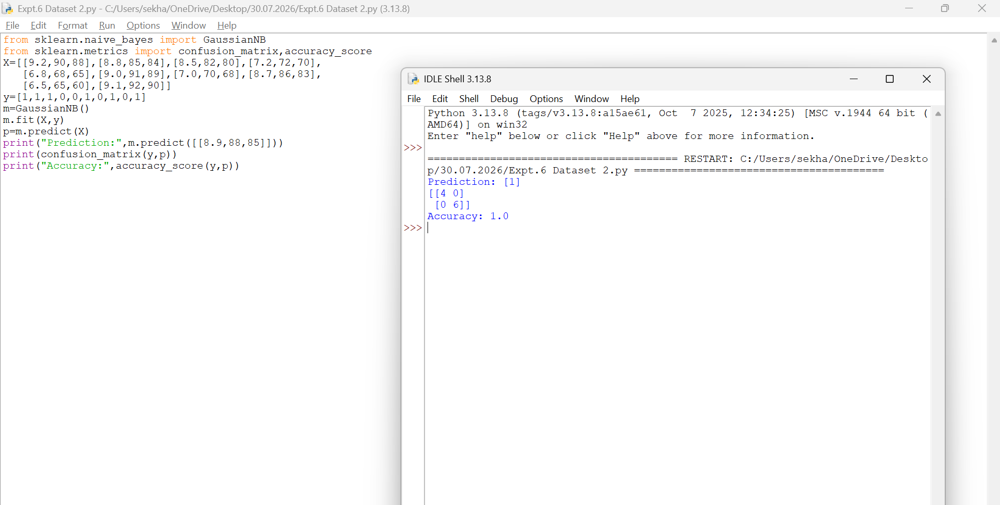 Expt.6 Dataset 2.py - C:/Users/sekha/OneDrive/Desktop/30.07.2026/Expt.6 Dataset 2.py (3.13.8)
File Edit Format Run Options Window Help
from sklearn.naive_bayes import GaussianNB
from sklearn.metrics import confusion_matrix,accuracy_score
X=[[9.2,90,88],[8.8,85,84],[8.5,82,80],[7.2,72,70],
[6.8,68,65],[9.0,91,89],[7.0,70,68],[8.7,86,83],
[6.5,65,60],[9.1,92,90]]
y=[1,1,1,0,0,1,0,1,0,1]
m=GaussianNB()
m.fit(X,y)
p=m.predict(X)
print("Prediction:",m.predict([[8.9,88,85]]))
print(confusion_matrix(y,p))
print("Accuracy:",accuracy_score(y,p))
IDLE Shell 3.13.8
File Edit Shell Debug Options Window Help
Python 3.13.8 (tags/v3.13.8:a15ae61, Oct  7 2025, 12:34:25) [MSC v.1944 64 bit (
AMD64)] on win32
Enter "help" below or click "Help" above for more information.
>>>
======================================== RESTART: C:/Users/sekha/OneDrive/Deskto
p/30.07.2026/Expt.6 Dataset 2.py ========================================
Prediction: [1]
[[4 0]
[0 6]]
Accuracy: 1.0
>>>